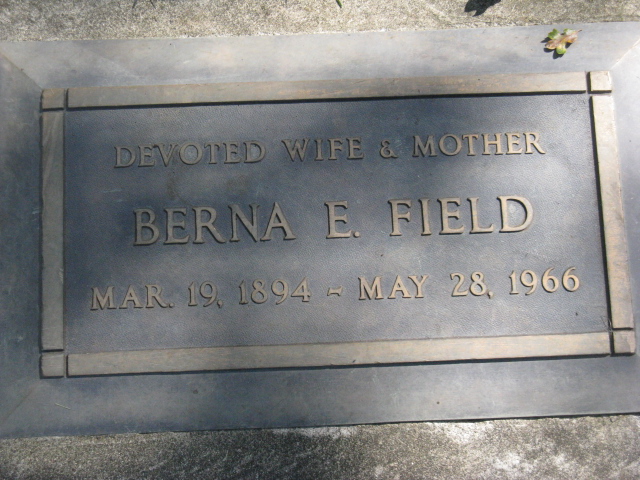 DEVOTED WIFE & MOTHER
BERNA E. FIELD
MAR. 19, 1894 ~ MAY 28, 1966